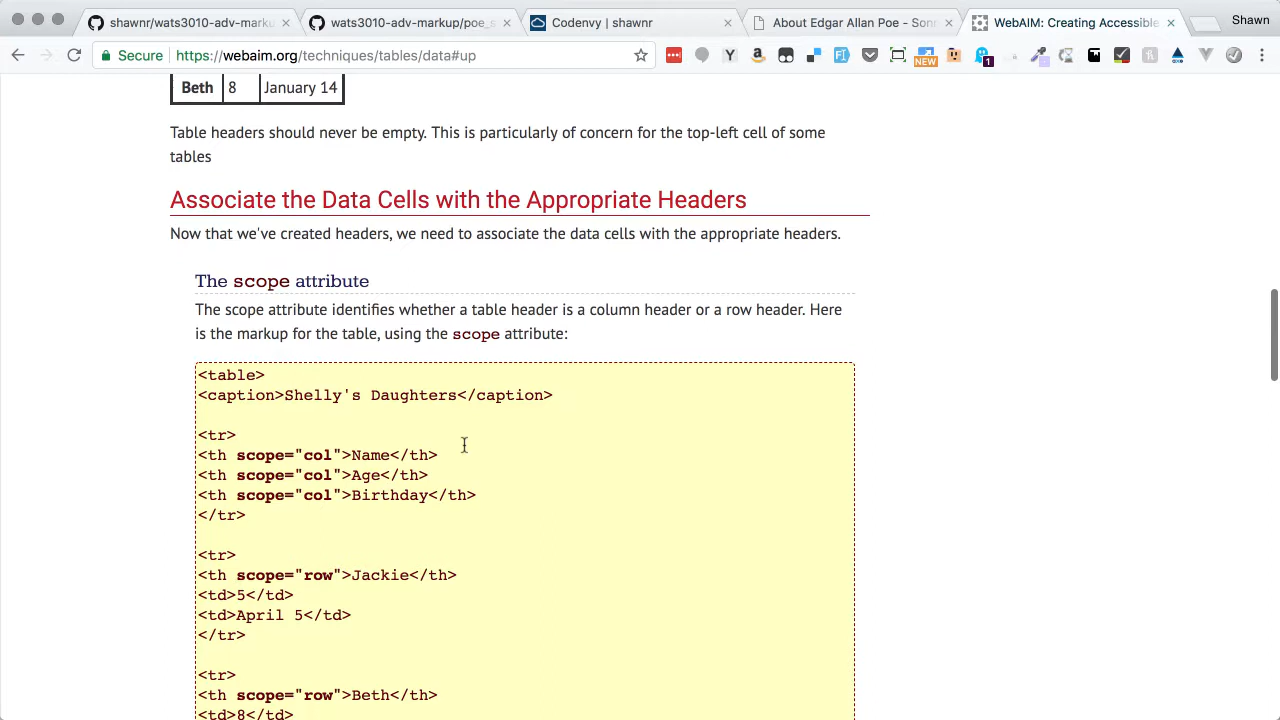 shawnr/wats3010-adv-marku
wats3010-adv-markup/poe_s
Codenvy | shawnr
About Edgar Allan Poe - Sonn
WebAIM: Creating Accessible
Shawn
Secure
https://webaim.org/techniques/tables/data#up
NEW
1
Beth 8 January 14
Table headers should never be empty. This is particularly of concern for the top-left cell of some
tables
Associate the Data Cells with the Appropriate Headers
Now that we've created headers, we need to associate the data cells with the appropriate headers.
The scope attribute
The scope attribute identifies whether a table header is a column header or a row header. Here
is the markup for the table, using the scope attribute:
<table>
<caption>Shelly's Daughters</caption>
<tr>
<th scope="col">Name</th>
<th scope="col">Age</th>
<th scope="col">Birthday</th>
</tr>
<tr>
<th scope="row">Jackie</th>
<td>5</td>
<td>April 5</td>
</tr>
<tr>
<th scope="row">Beth</th>
<td>8</td>